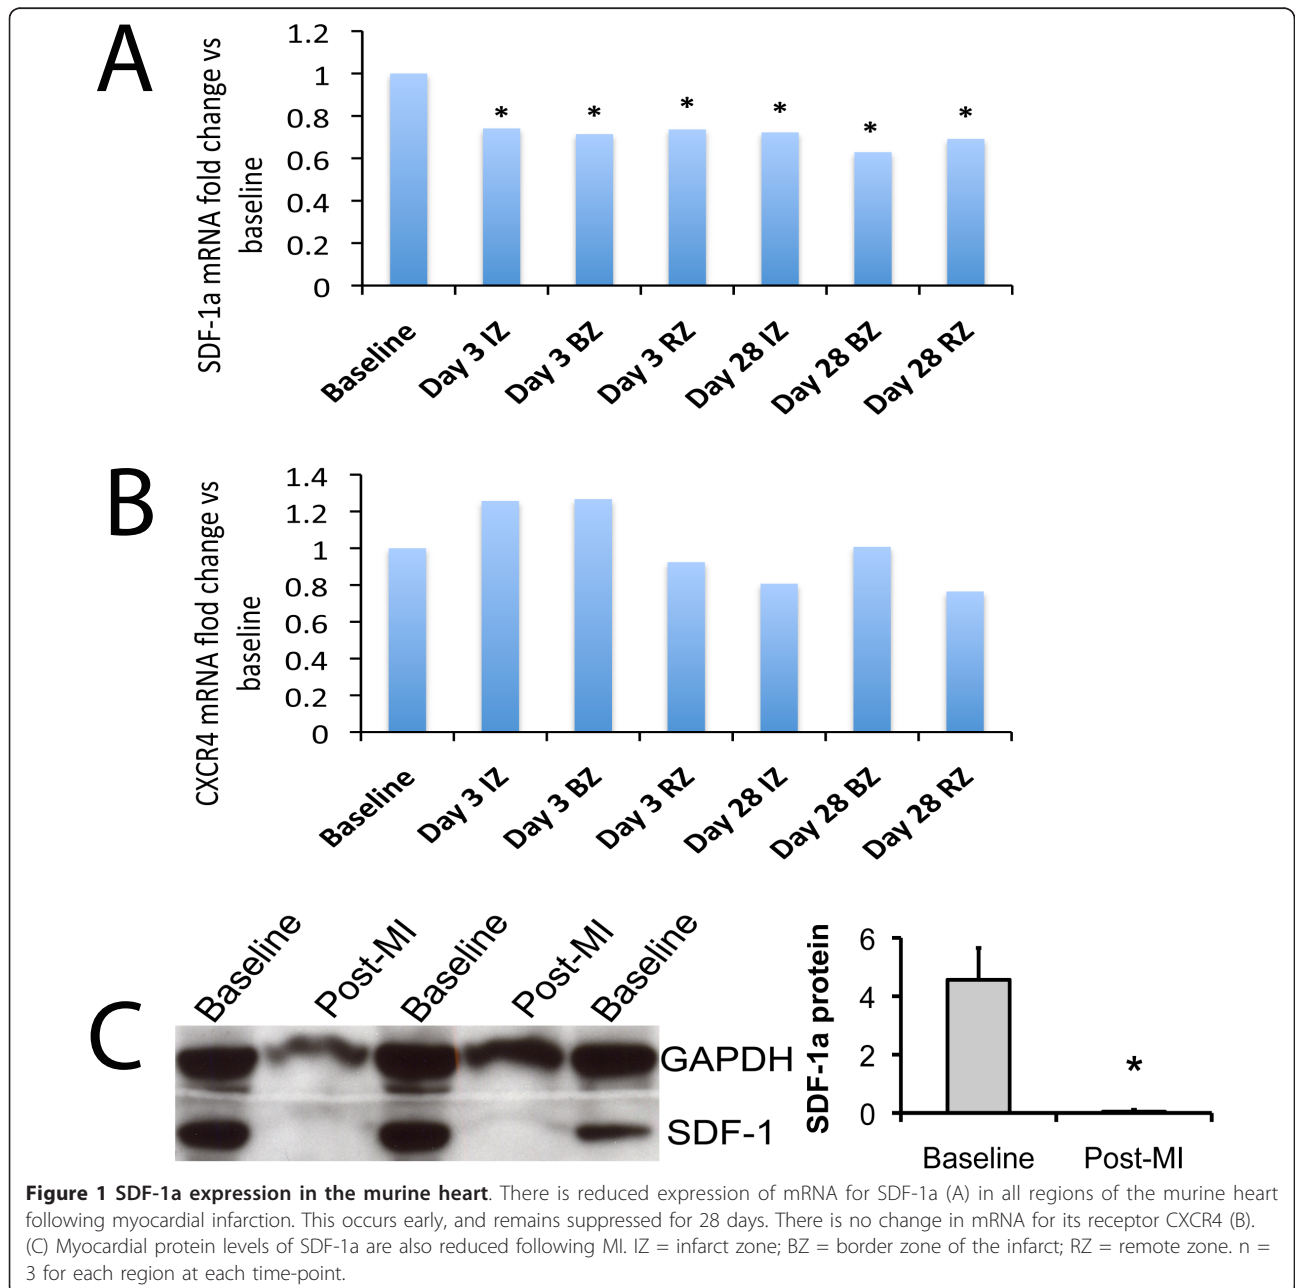 A
SDF-1a mRNA fold change vs
baseline
1.2
1
0.8
0.6
0.4
0.2
0
* * * * * *
Baseline
Day 3 IZ
Day 3 BZ
Day 3 RZ
Day 28 IZ
Day 28 BZ
Day 28 RZ
B
CXCR4 mRNA flod change vs
baseline
1.4
1.2
1
0.8
0.6
0.4
0.2
0
Baseline
Day 3 IZ
Day 3 BZ
Day 3 RZ
Day 28 IZ
Day 28 BZ
Day 28 RZ
C
Baseline
Post-MI
Baseline
Post-MI
Baseline
GAPDH
SDF-1
SDF-1a protein
6
4
2
0
*
Baseline
Post-MI
Figure 1 SDF-1a expression in the murine heart. There is reduced expression of mRNA for SDF-1a (A) in all regions of the murine heart
following myocardial infarction. This occurs early, and remains suppressed for 28 days. There is no change in mRNA for its receptor CXCR4 (B).
(C) Myocardial protein levels of SDF-1a are also reduced following MI. IZ = infarct zone; BZ = border zone of the infarct; RZ = remote zone. n =
3 for each region at each time-point.